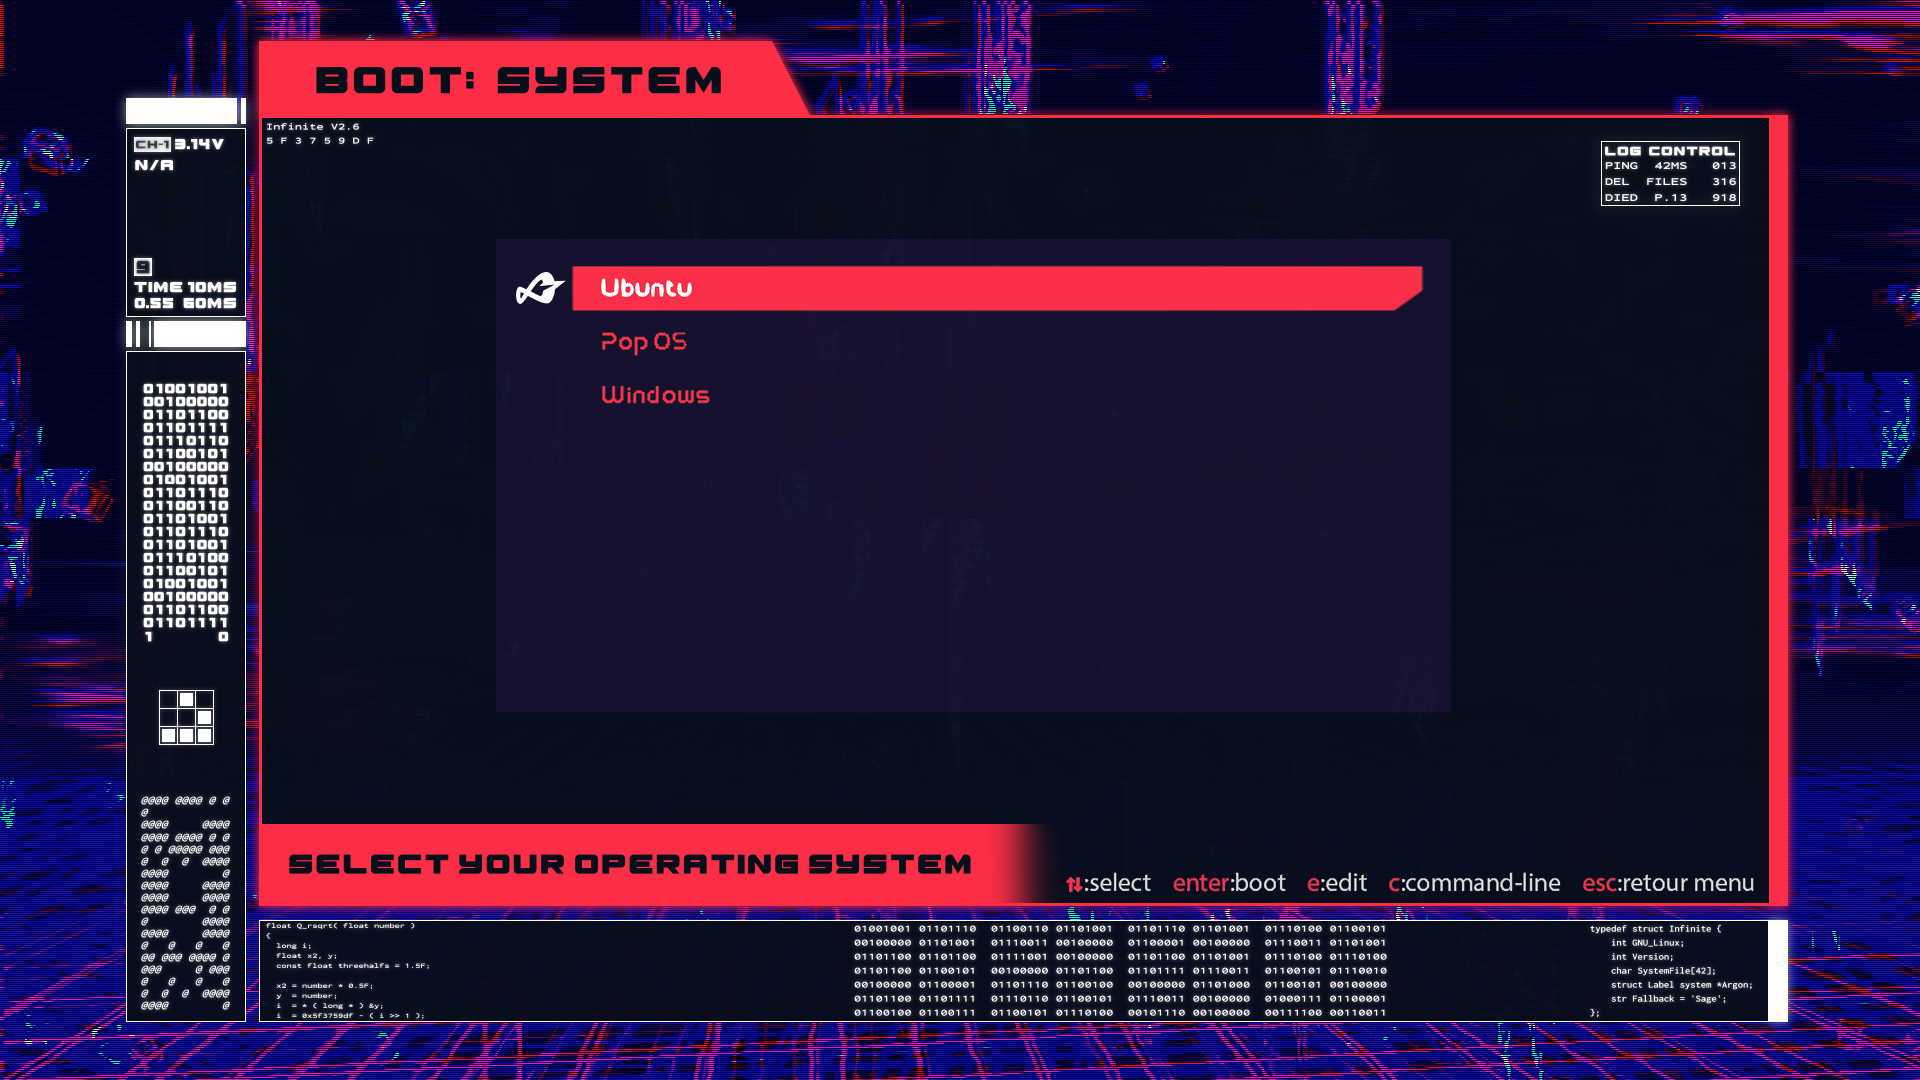 BOOT: SYSTEM
Infinite V2.6
5 F 3 7 5 9 D F
CH-1 3.14V
N/A
9
TIME 10MS
0.55 60MS
LOG CONTROL
PING 42MS 013
DEL FILES 316
DIED P.13 918
Ubuntu
Pop OS
Windows
01001001
00100000
01101100
01101111
01110110
01100101
00100000
01001001
01101110
01100110
01101001
01101110
01101001
01110100
01100101
01001001
00100000
01101100
01101111
1 0
@@@@ @@@@ @ @
@
@@@@ @@@@
@@@@ @@@@ @ @
@ @ @@@@@ @@@
@ @ @ @@@@
@@@@ @
@@@@ @@@@
@@@@ @@@@
@@@@ @@@ @ @
@ @@@@
@@@@ @@@@
@ @ @ @
@@ @@@ @@@@ @
@@@ @ @@@
@ @ @ @
@ @ @ @@@@
@@@@ @
SELECT YOUR OPERATING SYSTEM
⇅:select enter:boot e:edit c:command-line esc:retour menu
float Q_rsqrt( float number )
{
long i;
float x2, y;
const float threehalfs = 1.5F;
x2 = number * 0.5F;
y = number;
i = * ( long * ) &y;
i = 0x5f3759df - ( i >> 1 );
01001001 01101110 01100110 01101001 01101110 01101001 01110100 01100101
00100000 01101001 01110011 00100000 01100001 00100000 01110011 01101001
01101100 01101100 01111001 00100000 01101110 01101001 01110100 01110100
01101100 01100101 00100000 01101100 01101111 01110011 01100101 01110010
00100000 01100001 01101110 01100100 00100000 01101001 01100101 00100000
01101100 01101111 01110110 01100101 01110011 00100000 01000111 01100001
01100100 01100111 01100101 01110100 00101110 00100000 00111100 00110011
typedef struct Infinite {
int GNU_Linux;
int Version;
char SystemFile[42];
struct Label system *Argon;
str Fallback = 'Sage';
};